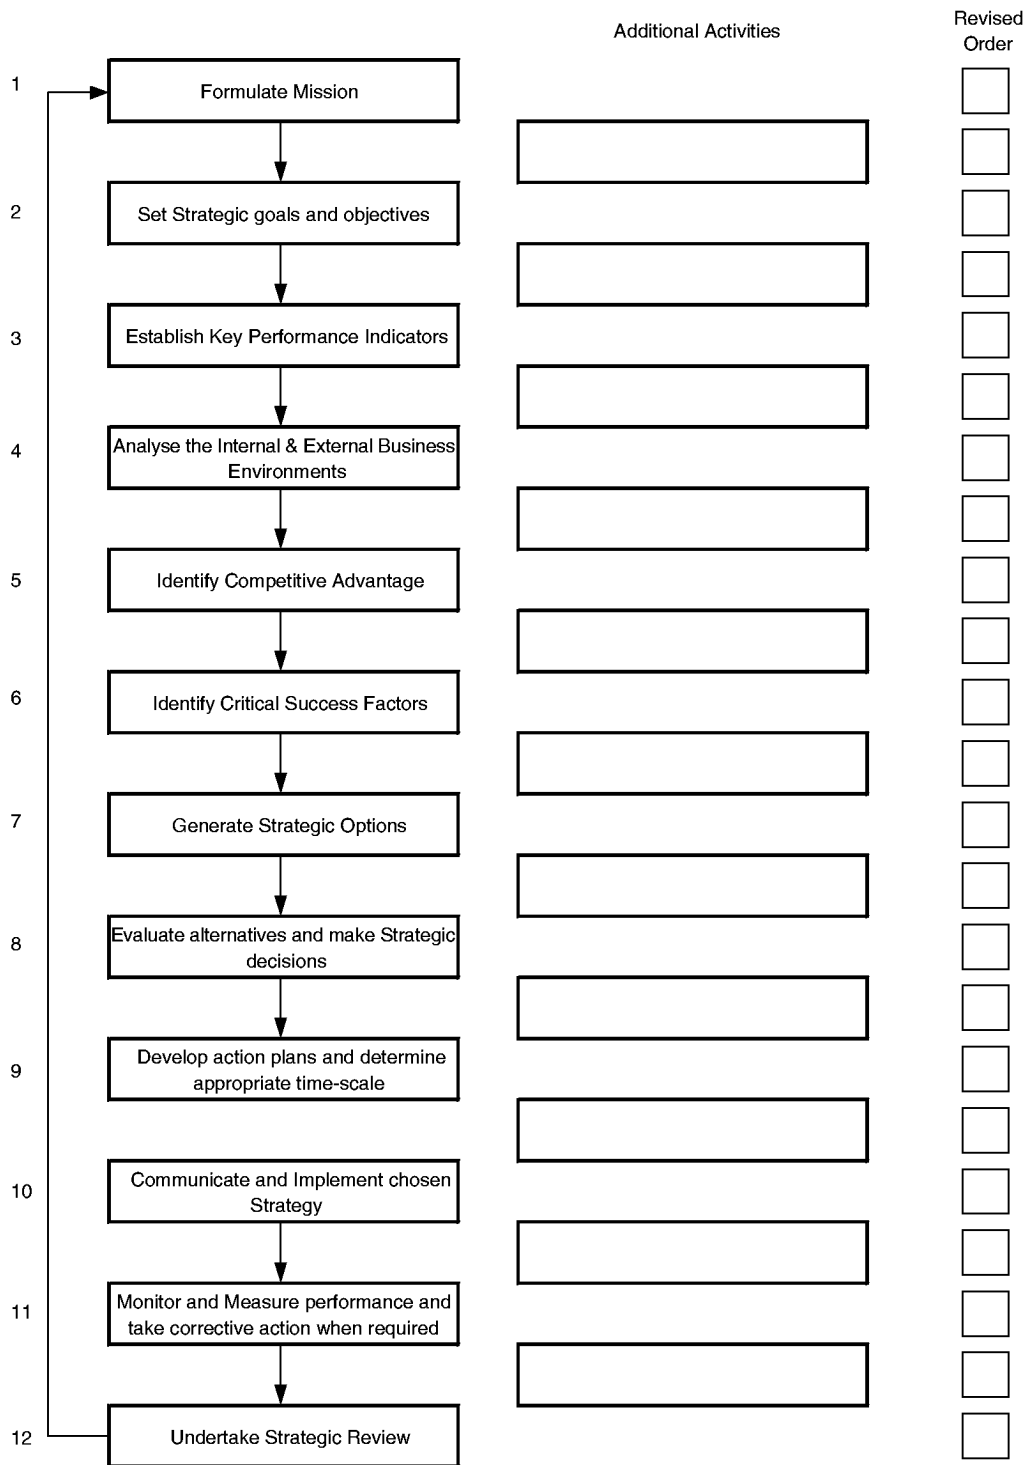 Additional Activities
Revised
Order
1
Formulate Mission
2
Set Strategic goals and objectives
3
Establish Key Performance Indicators
4
Analyse the Internal & External Business
Environments
5
Identify Competitive Advantage
6
Identify Critical Success Factors
7
Generate Strategic Options
8
Evaluate alternatives and make Strategic
decisions
9
Develop action plans and determine
appropriate time-scale
10
Communicate and Implement chosen
Strategy
11
Monitor and Measure performance and
take corrective action when required
12
Undertake Strategic Review